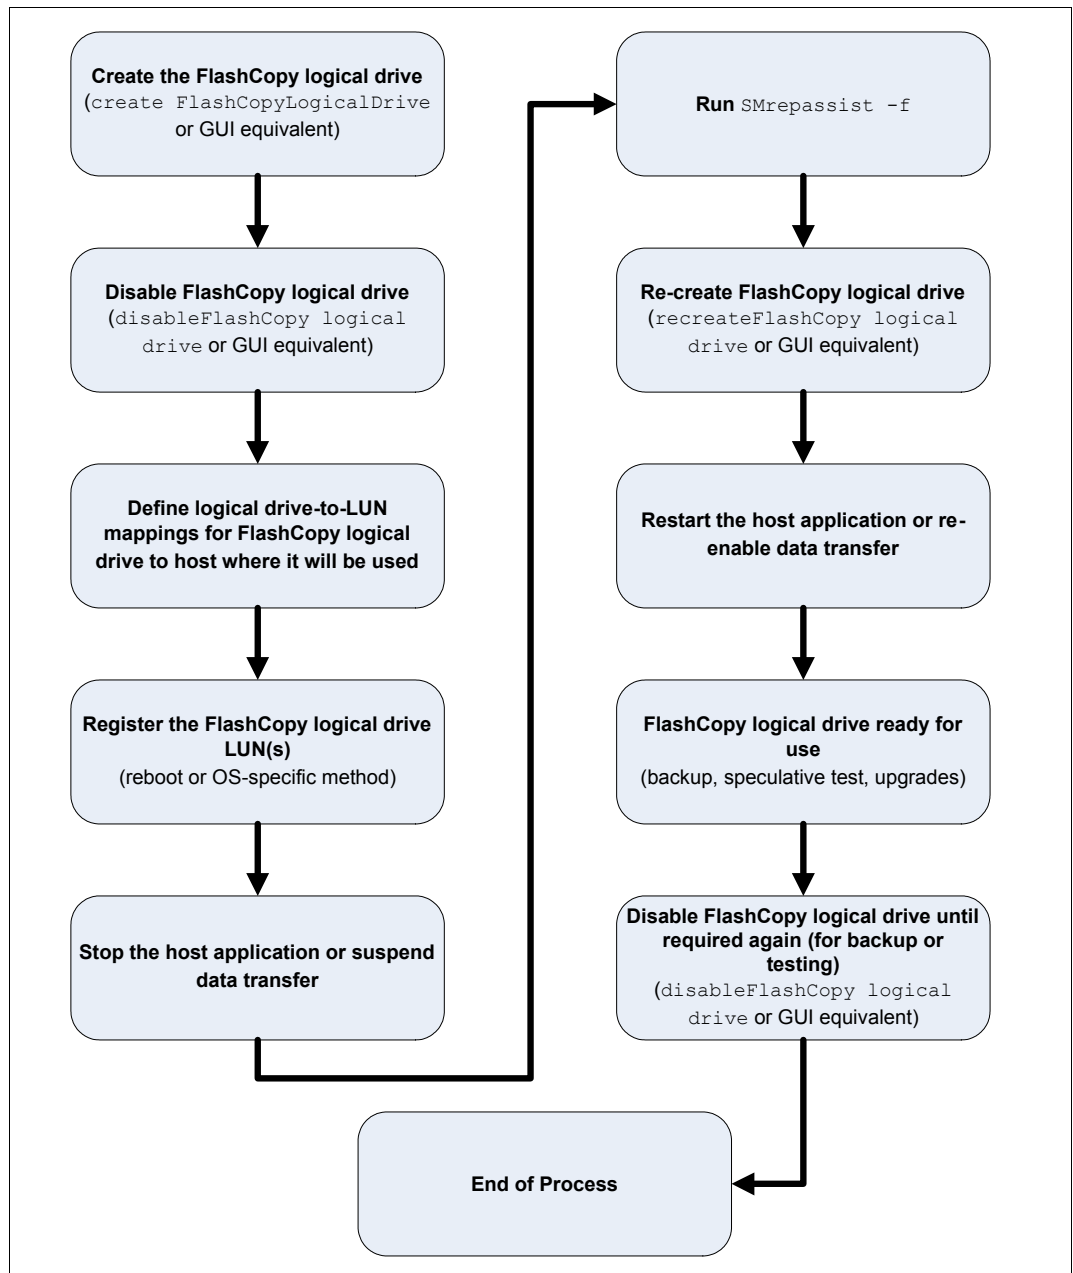 Create the FlashCopy logical drive
(create FlashCopyLogicalDrive
or GUI equivalent)
Disable FlashCopy logical drive
(disableFlashCopy logical
drive or GUI equivalent)
Define logical drive-to-LUN
mappings for FlashCopy logical
drive to host where it will be used
Register the FlashCopy logical drive
LUN(s)
(reboot or OS-specific method)
Stop the host application or suspend
data transfer
Run SMrepassist -f
Re-create FlashCopy logical drive
(recreateFlashCopy logical
drive or GUI equivalent)
Restart the host application or re-
enable data transfer
FlashCopy logical drive ready for
use
(backup, speculative test, upgrades)
Disable FlashCopy logical drive until
required again (for backup or
testing)
(disableFlashCopy logical
drive or GUI equivalent)
End of Process